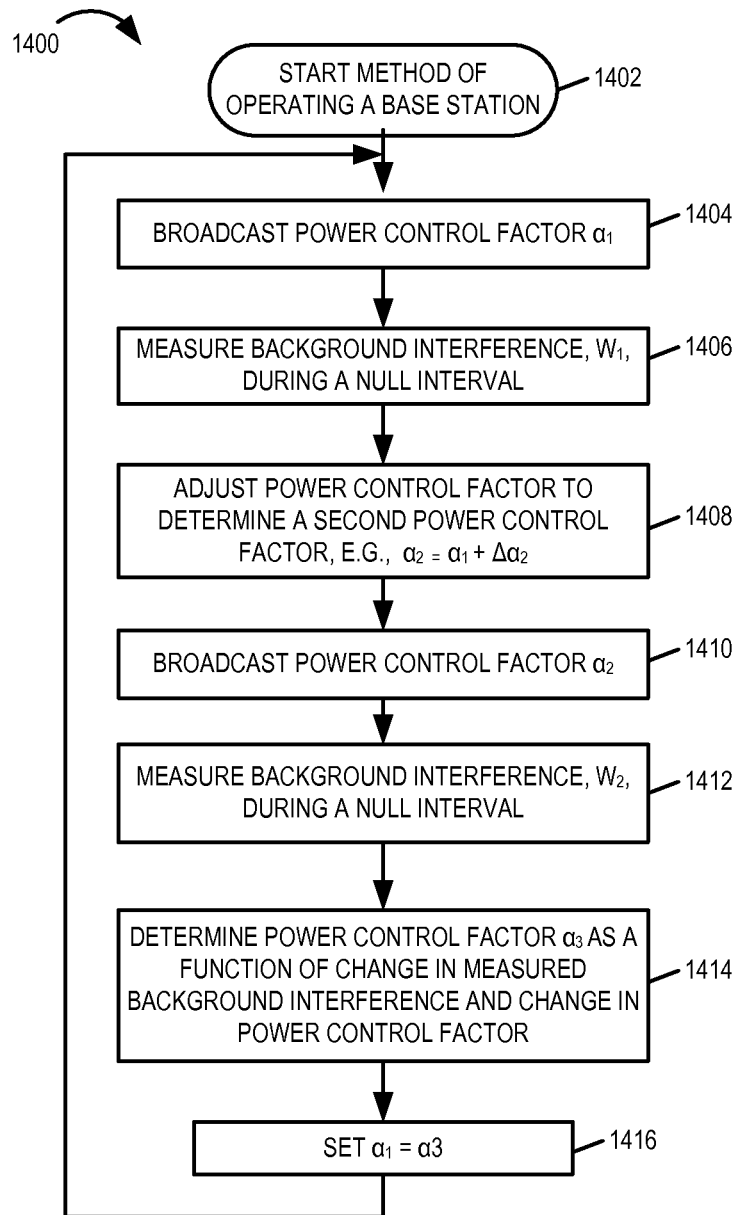 1400
START METHOD OF
OPERATING A BASE STATION
1402
BROADCAST POWER CONTROL FACTOR α₁
1404
MEASURE BACKGROUND INTERFERENCE, W₁,
DURING A NULL INTERVAL
1406
ADJUST POWER CONTROL FACTOR TO
DETERMINE A SECOND POWER CONTROL
FACTOR, E.G., α₂ = α₁ + Δα₂
1408
BROADCAST POWER CONTROL FACTOR α₂
1410
MEASURE BACKGROUND INTERFERENCE, W₂,
DURING A NULL INTERVAL
1412
DETERMINE POWER CONTROL FACTOR α₃ AS A
FUNCTION OF CHANGE IN MEASURED
BACKGROUND INTERFERENCE AND CHANGE IN
POWER CONTROL FACTOR
1414
SET α₁ = α3
1416